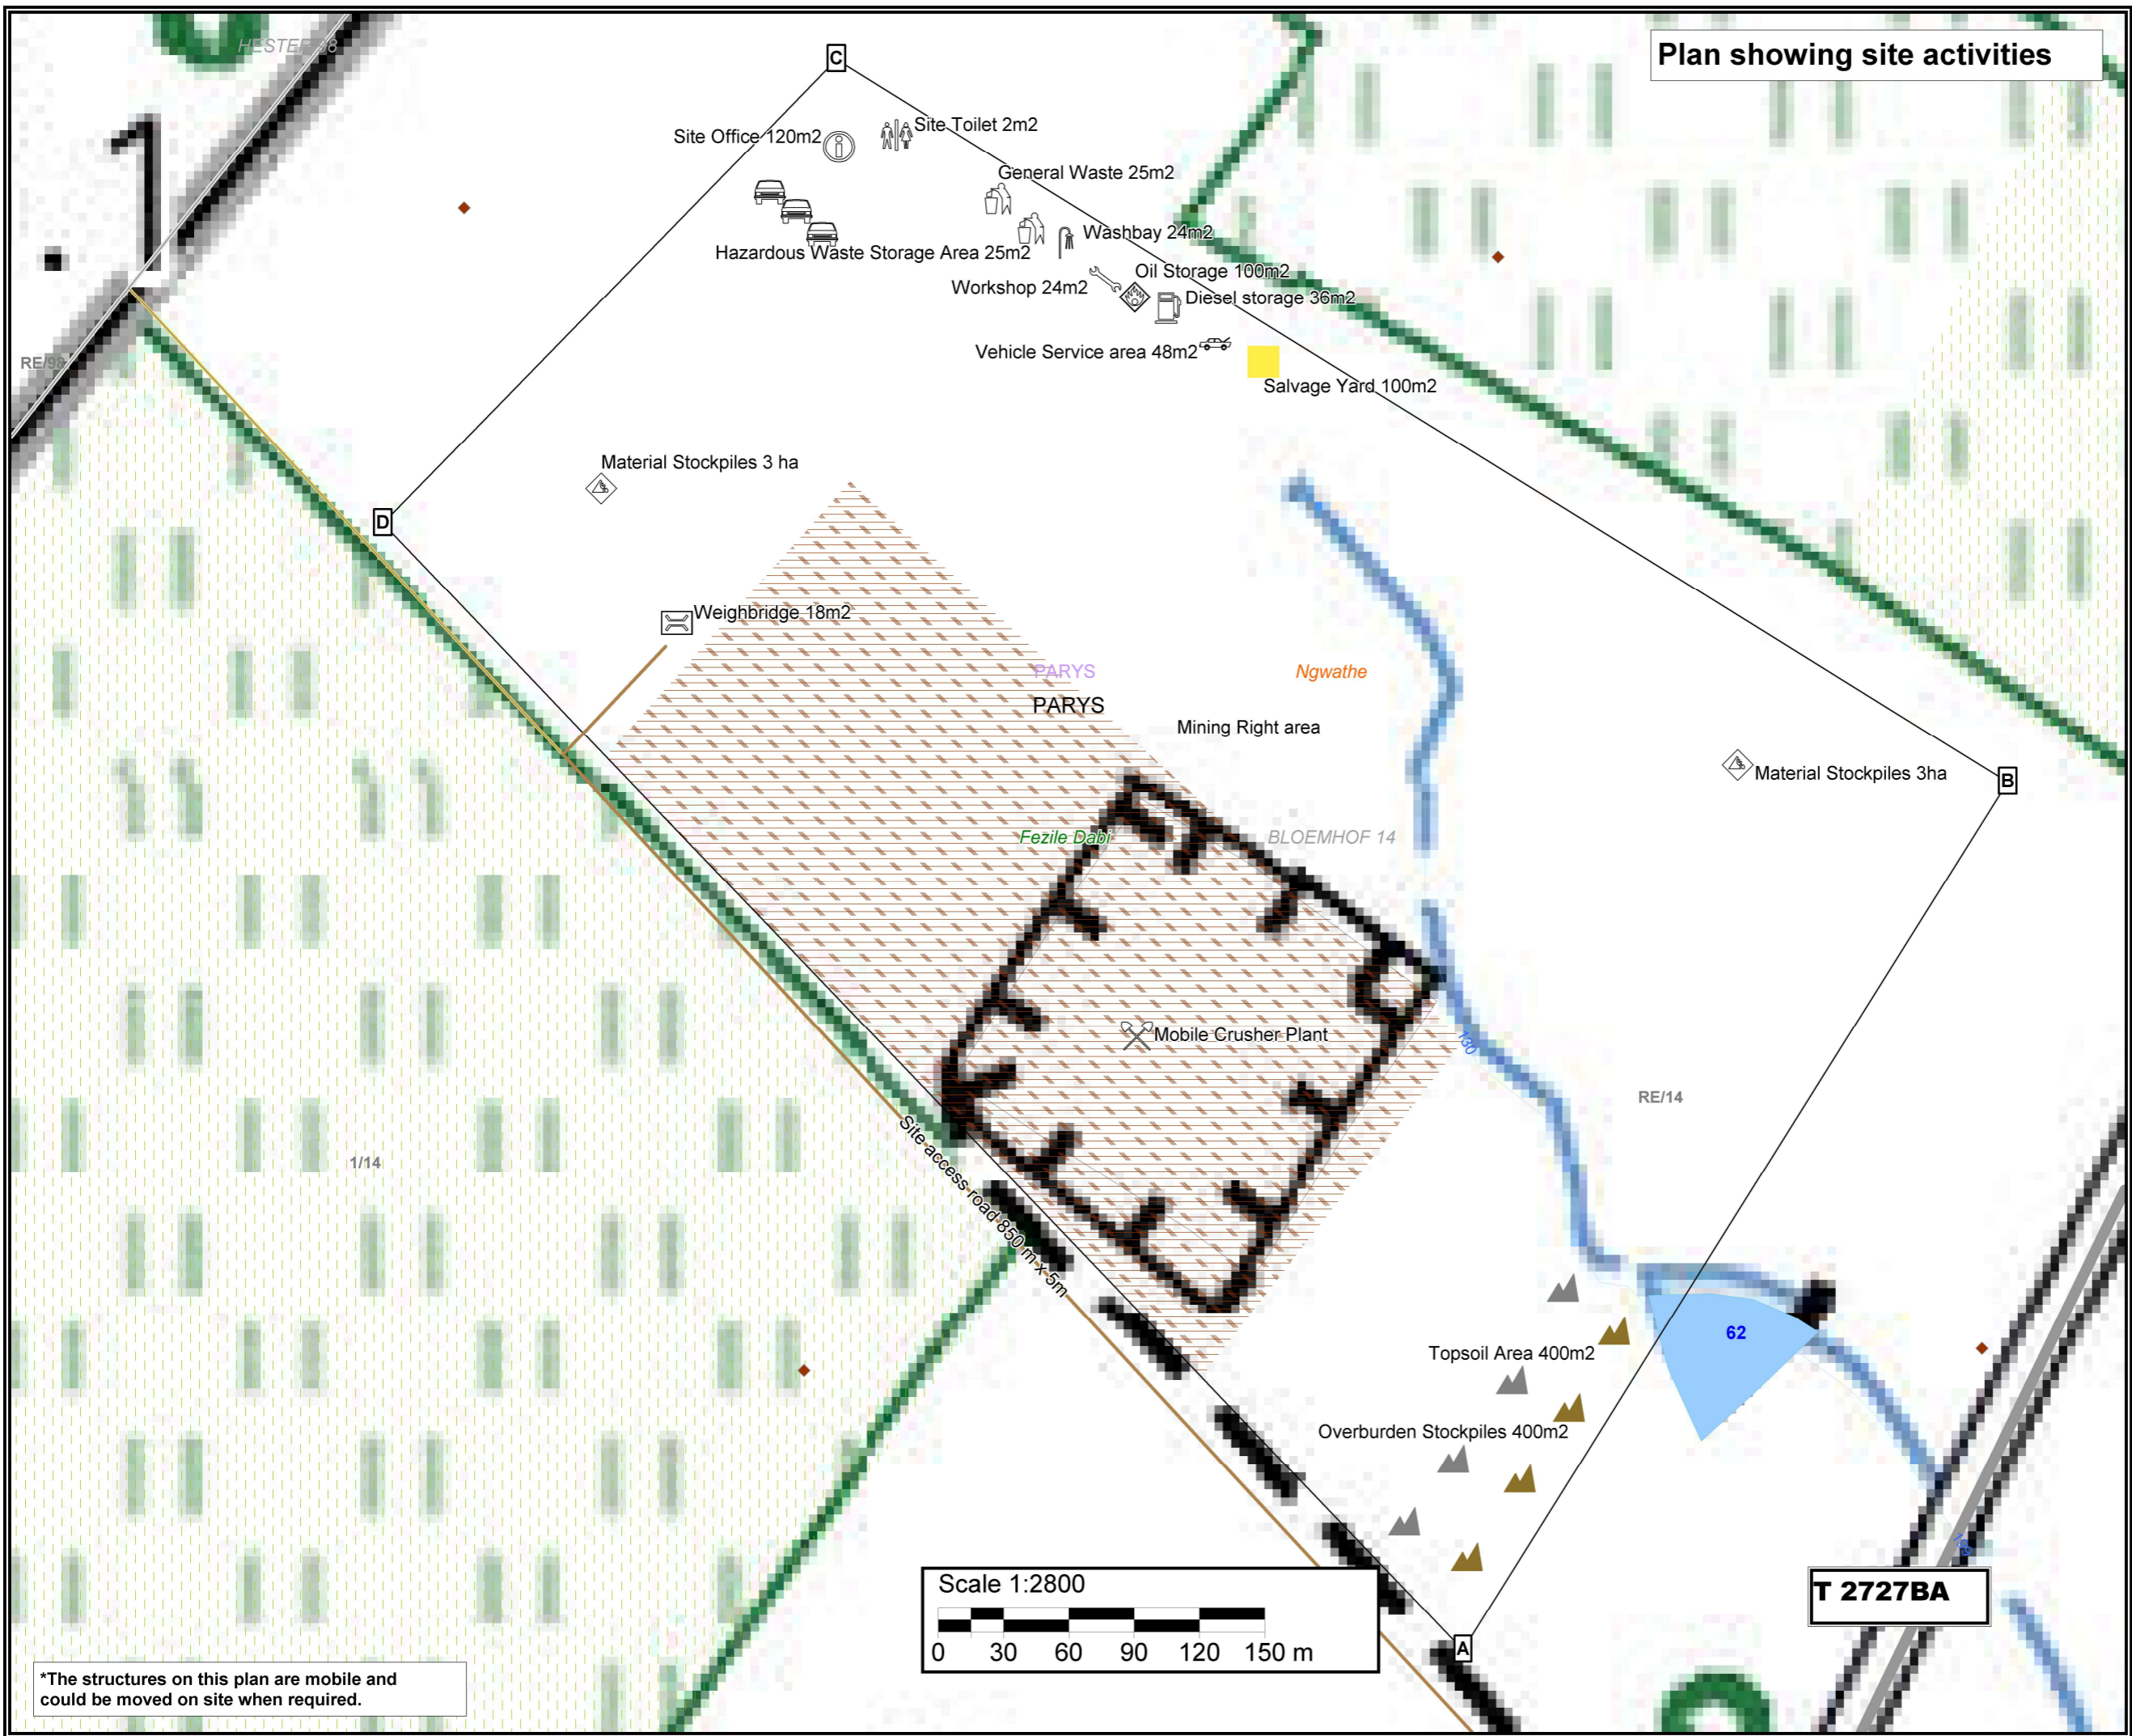 HESTER 98
C
Plan showing site activities
1
Site Office 120m2
Site Toilet 2m2
General Waste 25m2
Washbay 24m2
Hazardous Waste Storage Area 25m2
Oil Storage 100m2
Workshop 24m2
Diesel storage 36m2
Vehicle Service area 48m2
RE/98
Salvage Yard 100m2
Material Stockpiles 3 ha
D
Weighbridge 18m2
PARYS
Ngwathe
PARYS
Mining Right area
Material Stockpiles 3ha
B
Fezile Dabi
BLOEMHOF 14
Mobile Crusher Plant
130
RE/14
1/14
Site access road 850 m x 5m
62
Topsoil Area 400m2
Overburden Stockpiles 400m2
Scale 1:2800
0 30 60 90 120 150 m
T 2727BA
A
*The structures on this plan are mobile and
could be moved on site when required.